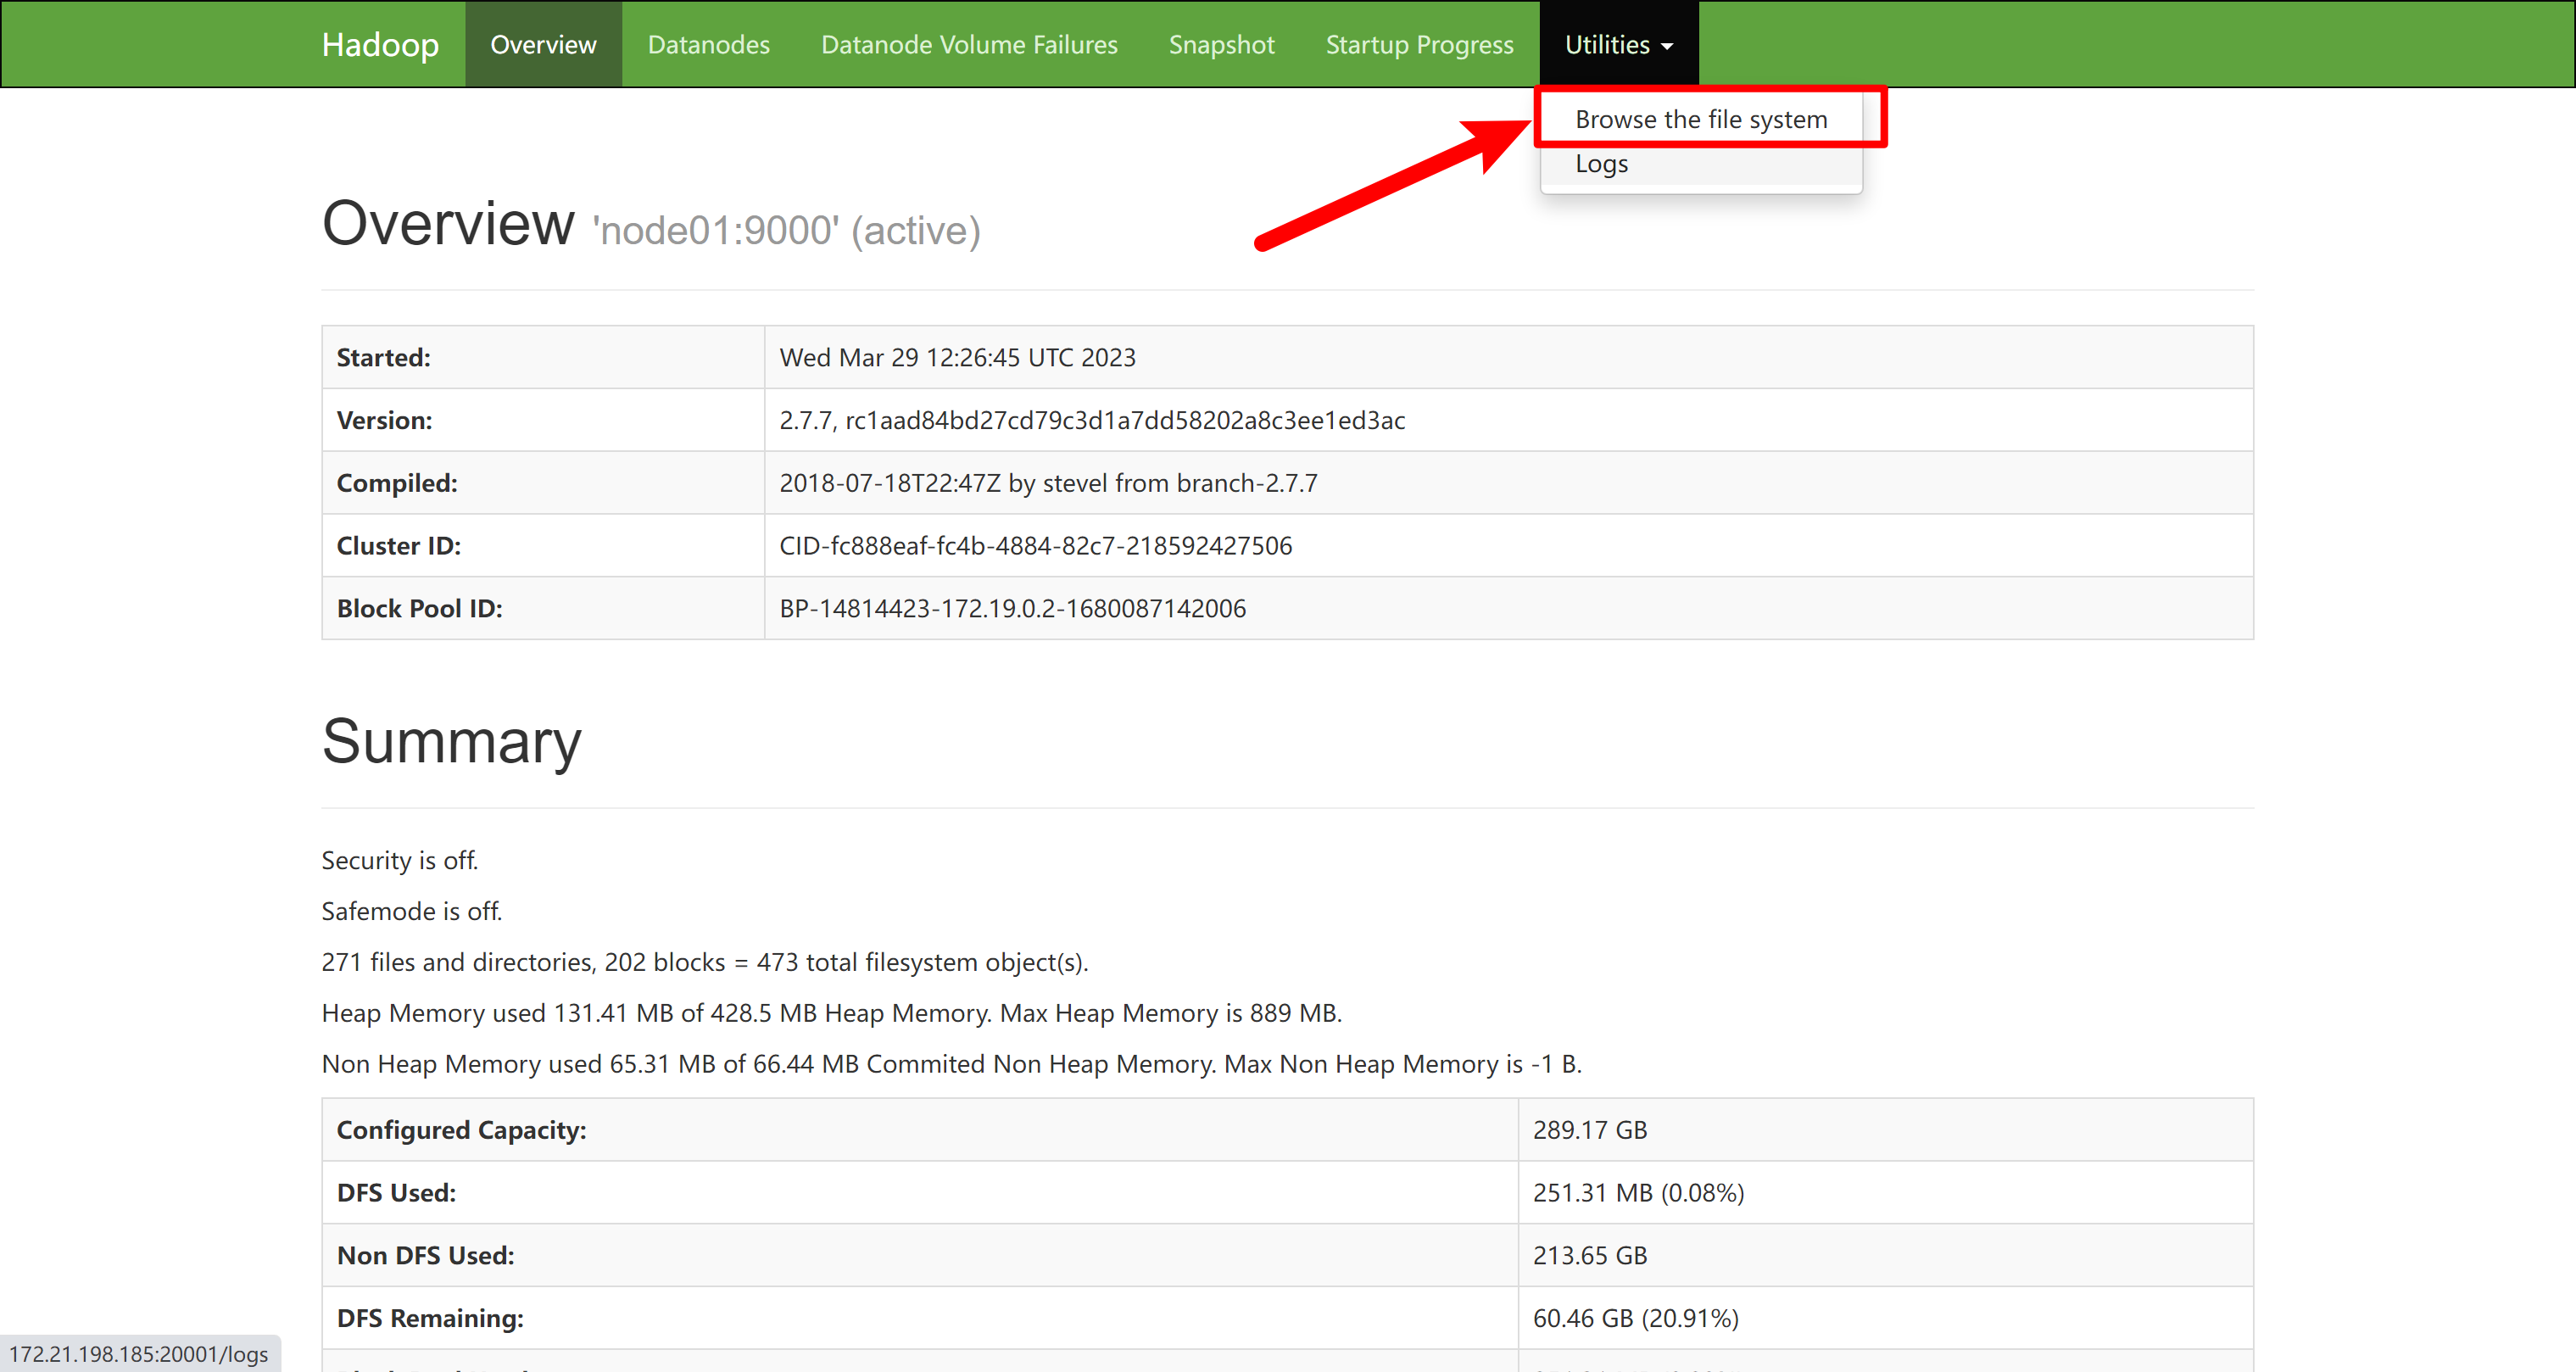 Hadoop Overview Datanodes Datanode Volume Failures Snapshot Startup Progress Utilities
Browse the file system
Logs
Overview 'node01:9000' (active)
Started: Wed Mar 29 12:26:45 UTC 2023
Version: 2.7.7, rc1aad84bd27cd79c3d1a7dd58202a8c3ee1ed3ac
Compiled: 2018-07-18T22:47Z by stevel from branch-2.7.7
Cluster ID: CID-fc888eaf-fc4b-4884-82c7-218592427506
Block Pool ID: BP-14814423-172.19.0.2-1680087142006
Summary
Security is off.
Safemode is off.
271 files and directories, 202 blocks = 473 total filesystem object(s).
Heap Memory used 131.41 MB of 428.5 MB Heap Memory. Max Heap Memory is 889 MB.
Non Heap Memory used 65.31 MB of 66.44 MB Commited Non Heap Memory. Max Non Heap Memory is -1 B.
Configured Capacity: 289.17 GB
DFS Used: 251.31 MB (0.08%)
Non DFS Used: 213.65 GB
DFS Remaining: 60.46 GB (20.91%)
172.21.198.185:20001/logs